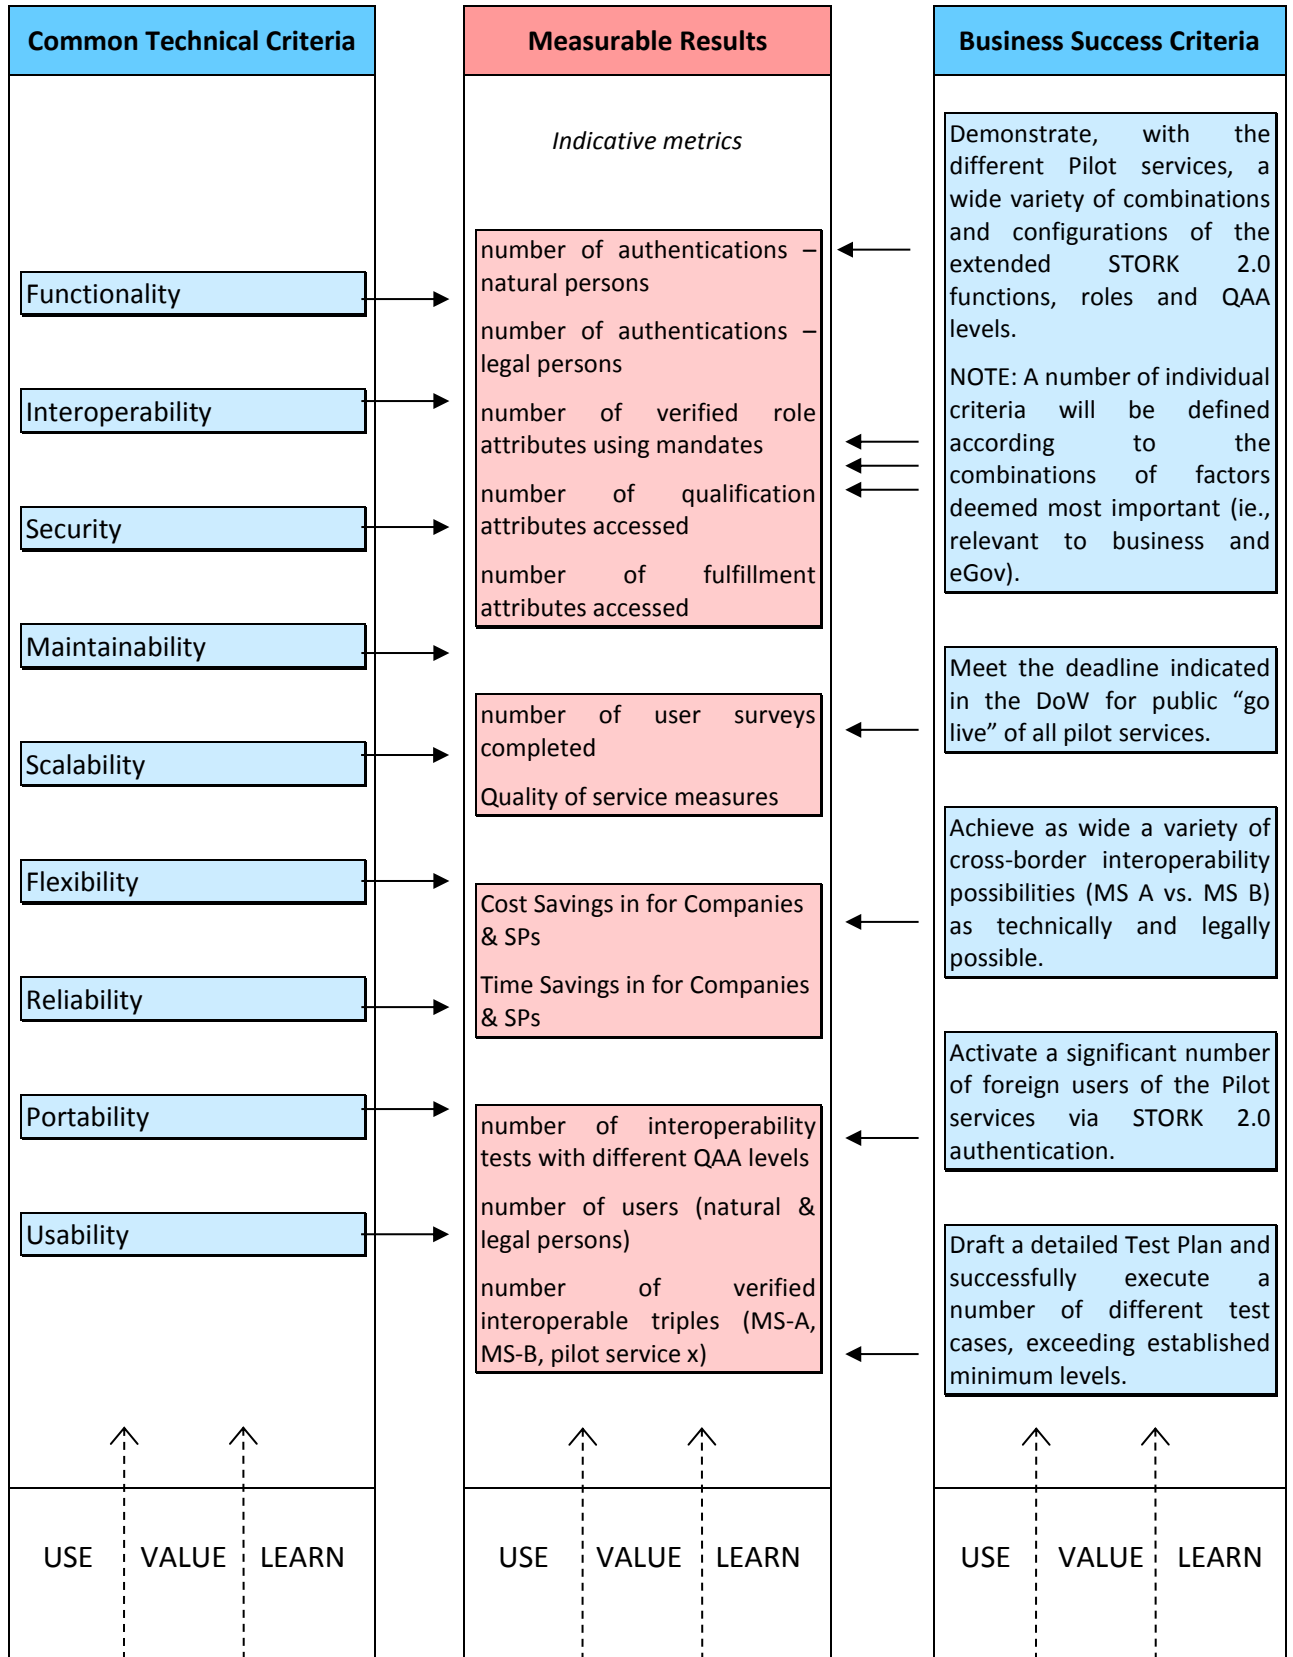 Common Technical Criteria
Functionality
Interoperability
Security
Maintainability
Scalability
Flexibility
Reliability
Portability
Usability
USE
VALUE
LEARN
Measurable Results
Indicative metrics
number of authentications –
natural persons
number of authentications –
legal persons
number of verified role
attributes using mandates
number of qualification
attributes accessed
number of fulfillment
attributes accessed
number of user surveys
completed
Quality of service measures
Cost Savings in for Companies
& SPs
Time Savings in for Companies
& SPs
number of interoperability
tests with different QAA levels
number of users (natural &
legal persons)
number of verified
interoperable triples (MS-A,
MS-B, pilot service x)
USE
VALUE
LEARN
Business Success Criteria
Demonstrate, with the
different Pilot services, a
wide variety of combinations
and configurations of the
extended STORK 2.0
functions, roles and QAA
levels.
NOTE: A number of individual
criteria will be defined
according to the
combinations of factors
deemed most important (ie.,
relevant to business and
eGov).
Meet the deadline indicated
in the DoW for public “go
live” of all pilot services.
Achieve as wide a variety of
cross-border interoperability
possibilities (MS A vs. MS B)
as technically and legally
possible.
Activate a significant number
of foreign users of the Pilot
services via STORK 2.0
authentication.
Draft a detailed Test Plan and
successfully execute a
number of different test
cases, exceeding established
minimum levels.
USE
VALUE
LEARN